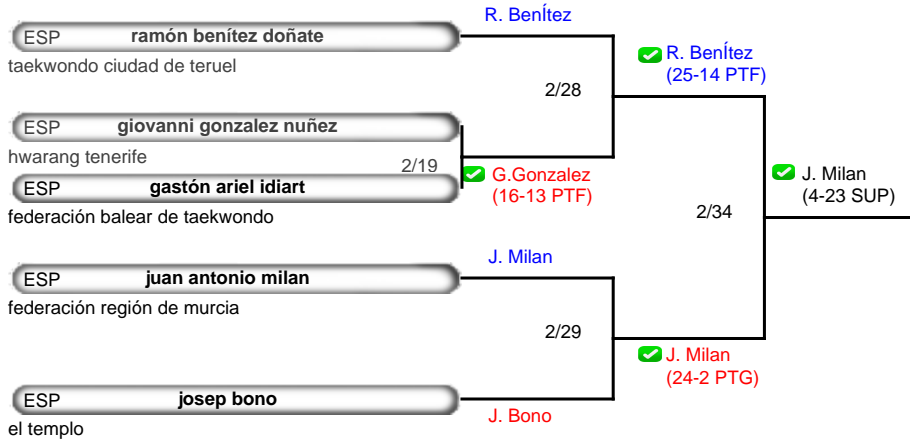 R. BenÍtez
ESP ramón benítez doñate
taekwondo ciudad de teruel
R. BenÍtez
(25-14 PTF)
2/28
ESP giovanni gonzalez nuñez
hwarang tenerife
2/19
G.Gonzalez
(16-13 PTF)
ESP gastón ariel idiart
federación balear de taekwondo
J. Milan
(4-23 SUP)
2/34
J. Milan
ESP juan antonio milan
federación región de murcia
2/29
J. Milan
(24-2 PTG)
ESP josep bono
J. Bono
el templo